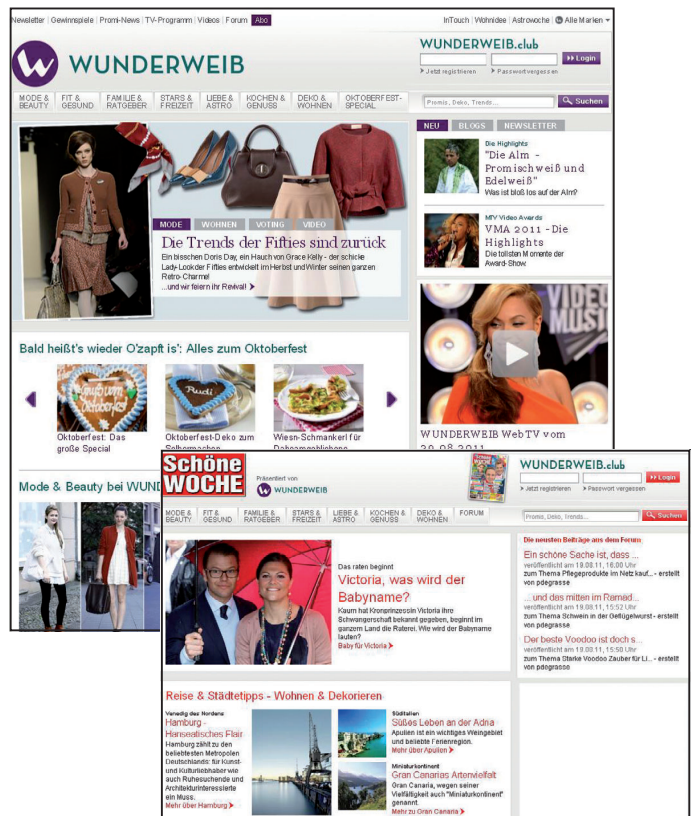 Newsletter | Gewinnspiele | Promi-News | TV-Programm | Videos | Forum Abo
InTouch | Wohnidee | Astrowoche | Alle Marken
WUNDERWEIB
WUNDERWEIB.club
Login
Jetzt registrieren Passwort vergessen
MODE & BEAUTY
FIT & GESUND
FAMILIE & RATGEBER
STARS & FREIZEIT
LIEBE & ASTRO
KOCHEN & GENUSS
DEKO & WOHNEN
OKTOBERFEST-SPECIAL
Promis, Deko, Trends... Suchen
MODE WOHNEN VOTING VIDEO
Die Trends der Fifties sind zurück
Ein bisschen Doris Day, ein Hauch von Grace Kelly - der schicke
Lady-Look der Fifties entwickelt im Herbst und Winter seinen ganzen
Retro-Charme!
...und wir feiern ihr Revival!
NEU BLOGS NEWSLETTER
Die Highlights
"Die Alm -
Promischweiß und
Edelweiß"
Was ist bloß los auf der Alm?
MTV Video Awards
VMA 2011 - Die
Highlights
Die tollsten Momente der
Award-Show.
VIDEO
MUSIC
WUNDERWEIB WebTV vom
30.08.2011
Bald heißt's wieder O'zapft is': Alles zum Oktoberfest
Gruß vom
Oktoberfest
Rudi
Oktoberfest: Das
große Special
Oktoberfest-Deko zum
Selbermachen
Wiesn-Schmankerl für
Daheimgebliebene
Mode & Beauty bei WUND
Schöne
WOCHE
Präsentiert von
WUNDERWEIB
WUNDERWEIB.club
Login
Jetzt registrieren Passwort vergessen
MODE & BEAUTY
FIT & GESUND
FAMILIE & RATGEBER
STARS & FREIZEIT
LIEBE & ASTRO
KOCHEN & GENUSS
DEKO & WOHNEN
FORUM
Promis, Deko, Trends... Suchen
Das raten beginnt
Victoria, was wird der
Babyname?
Kaum hat Kronprinzessin Victoria ihre
Schwangerschaft bekannt gegeben, beginnt im
ganzem Land die Raterei. Wie wird der Babyname
lauten?
Baby für Victoria
Die neusten Beiträge aus dem Forum
Ein schöne Sache ist, dass ...
veröffentlicht am 19.08.11, 16.00 Uhr
zum Thema Pflegeprodukte im Netz kauf... - erstellt
von pdegrasse
... und das mitten im Ramad...
veröffentlicht am 19.08.11, 15:52 Uhr
zum Thema Schwein in der Geflügelwurst - erstellt
von pdegrasse
Der beste Voodoo ist doch s...
veröffentlicht am 19.08.11, 15:50 Uhr
zum Thema Starke Voodoo Zauber für Li... - erstellt
von pdegrasse
Reise & Städtetipps - Wohnen & Dekorieren
Venedig des Nordens
Hamburg -
Hanseatisches Flair
Hamburg zählt zu den
beliebtesten Metropolen
Deutschlands: für Kunst-
und Kulturliebhaber wie
auch Ruhesuchende und
Architekturinteressierte
ein Muss.
Mehr über Hamburg
Süditalien
Süßes Leben an der Adria
Apulien ist ein wichtiges Weingebiet
und beliebte Ferienregion.
Mehr über Apulien
Miniaturkontinent
Gran Canarias Artenvielfalt
Gran Canaria, wegen seiner
Vielfältigkeit auch "Miniaturkontinent"
genannt.
Mehr zu Gran Canaria